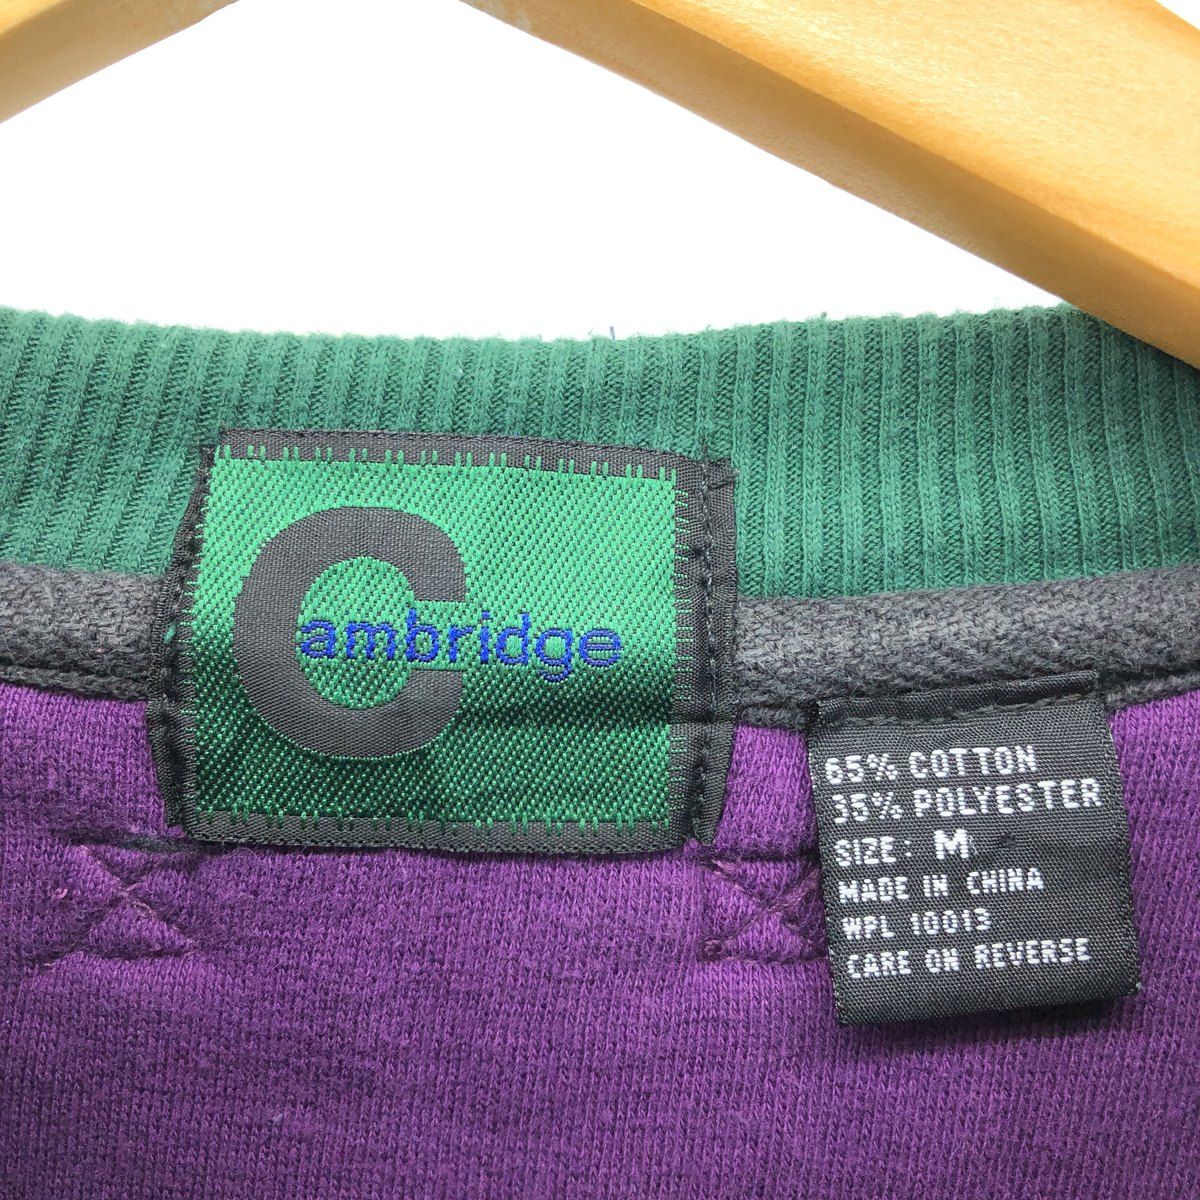 Cambridge
65% COTTON
35% POLYESTER
SIZE: M
MADE IN CHINA
WPL 10013
CARE ON REVERSE